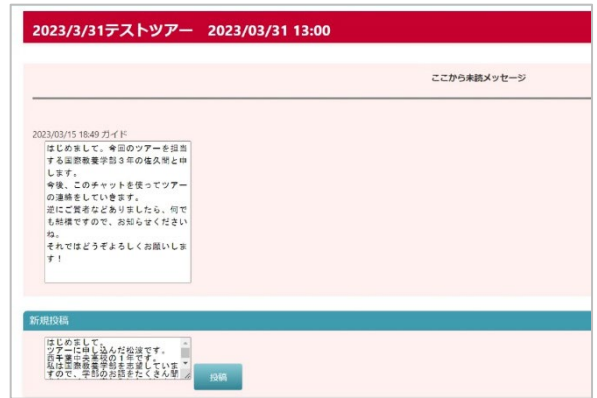 2023/3/31テストツアー 2023/03/31 13:00
ここから未読メッセージ
2023/03/15 18:49 ガイド
はじめまして。今回のツアーを担当
する国際教養学部3年の佐久間と申
します。
今後、このチャットを使ってツアー
の連絡をしていきます。
逆にご質者などありましたら、何で
も結構ですので、お知らせください
ね。
それではどうぞよろしくお願いしま
す！
新規投稿
はじめまして。
ツアーに申し込んだ松波です。
西千葉中央高校の1年です。
私は国際教養学部を志望していま
すので、学部のお話をたくさん聞
投稿